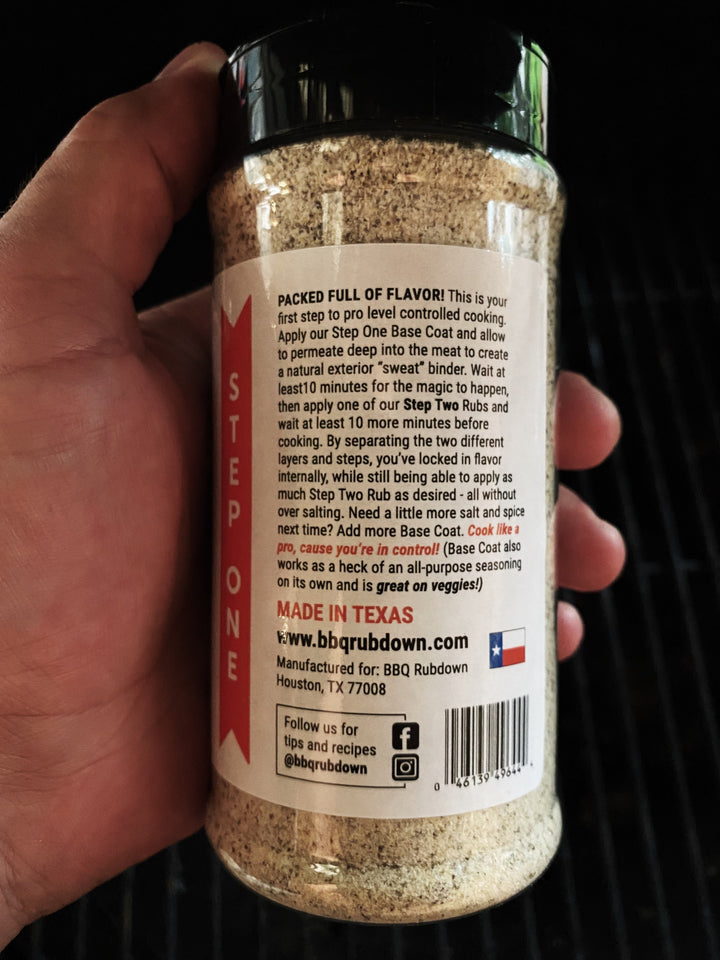 STEP ONE
PACKED FULL OF FLAVOR! This is your
first step to pro level controlled cooking.
Apply our Step One Base Coat and allow
to permeate deep into the meat to create
a natural exterior "sweat" binder. Wait at
least10 minutes for the magic to happen,
then apply one of our Step Two Rubs and
wait at least 10 more minutes before
cooking. By separating the two different
layers and steps, you've locked in flavor
internally, while still being able to apply as
much Step Two Rub as desired - all without
over salting. Need a little more salt and spice
next time? Add more Base Coat. Cook like a
pro, cause you're in control! (Base Coat also
works as a heck of an all-purpose seasoning
on its own and is great on veggies!)
MADE IN TEXAS
www.bbqrubdown.com
Manufactured for: BBQ Rubdown
Houston, TX 77008
Follow us for
tips and recipes
@bbqrubdown
0 46139 49644